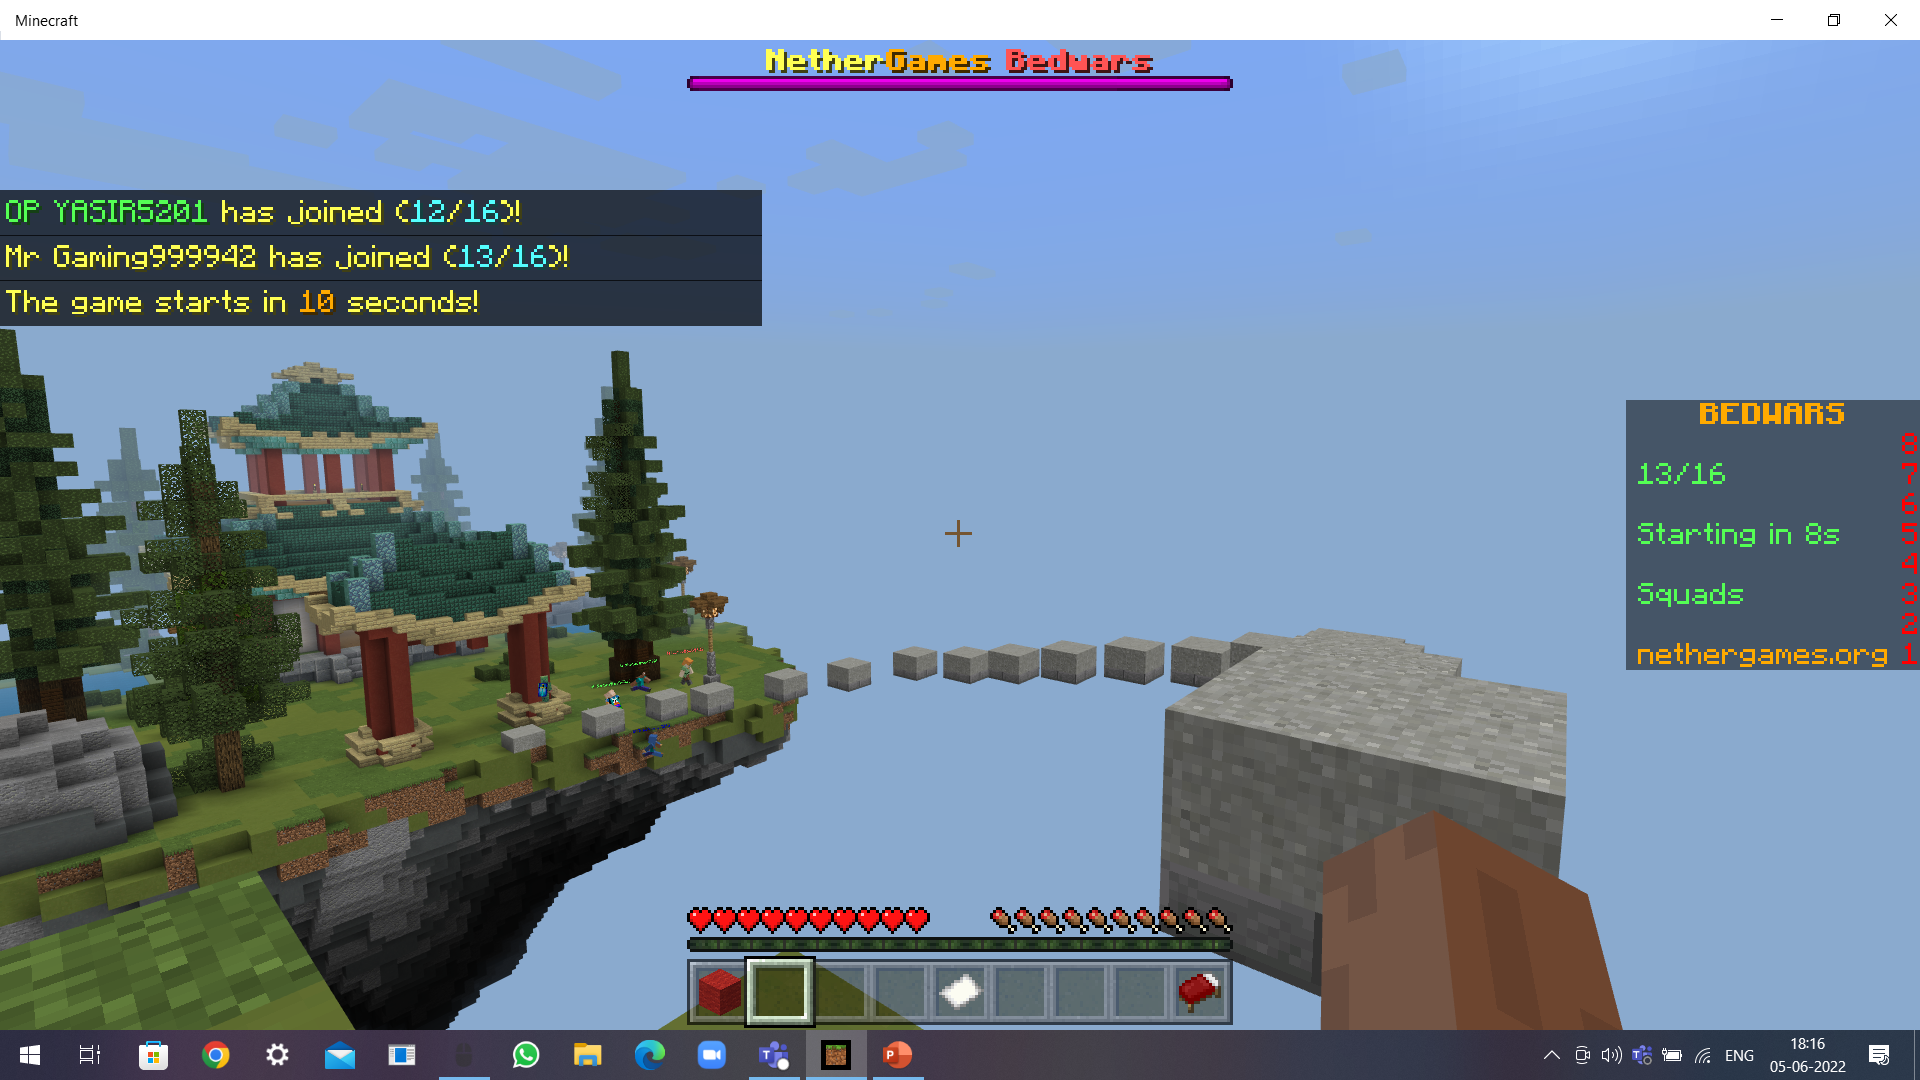 Minecraft
NetherGames Bedwars
OP YASIR5201 has joined (12/16)!
Mr Gaming999942 has joined (13/16)!
The game starts in 10 seconds!
BEDWARS
8
13/16 7
6
Starting in 8s 5
4
Squads 3
2
nethergames.org 1
ENG
18:16
05-06-2022